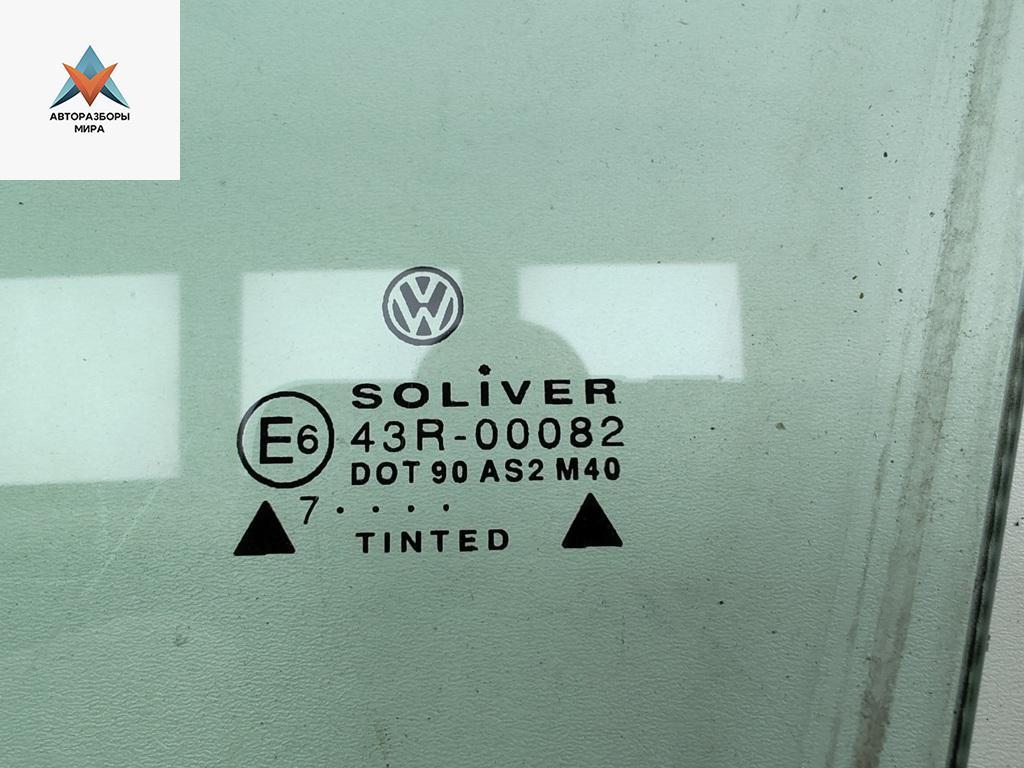 АВТОРАЗБОРЫ
МИРА
SOLiVER
E6 43R-00082
DOT 90 AS2 M40
7 · · · ·
TINTED